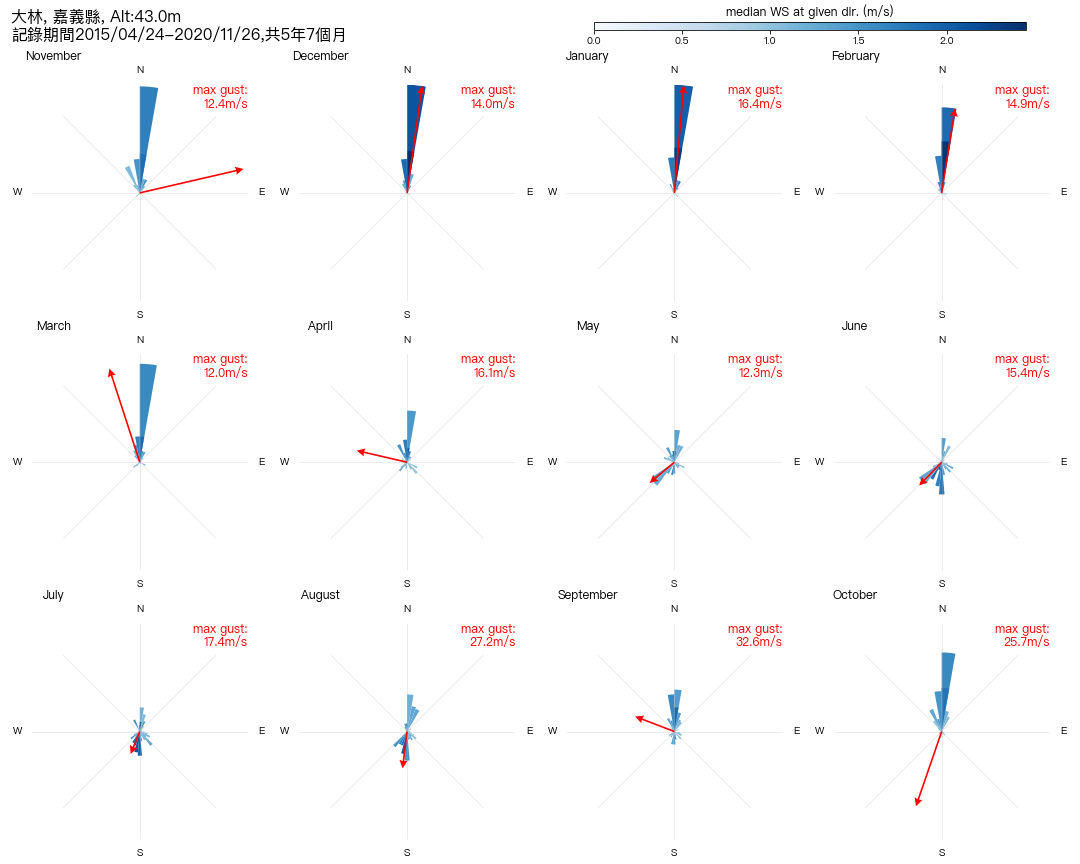 大林, 嘉義縣, Alt:43.0m
記錄期間2015/04/24–2020/11/26,共5年7個月
median WS at given dir. (m/s)
0.0 0.5 1.0 1.5 2.0
November
N
max gust:
12.4m/s
W E
S
December
N
max gust:
14.0m/s
W E
S
January
N
max gust:
16.4m/s
W E
S
February
N
max gust:
14.9m/s
W E
S
March
N
max gust:
12.0m/s
W E
S
April
N
max gust:
16.1m/s
W E
S
May
N
max gust:
12.3m/s
W E
S
June
N
max gust:
15.4m/s
W E
S
July
N
max gust:
17.4m/s
W E
S
August
N
max gust:
27.2m/s
W E
S
September
N
max gust:
32.6m/s
W E
S
October
N
max gust:
25.7m/s
W E
S